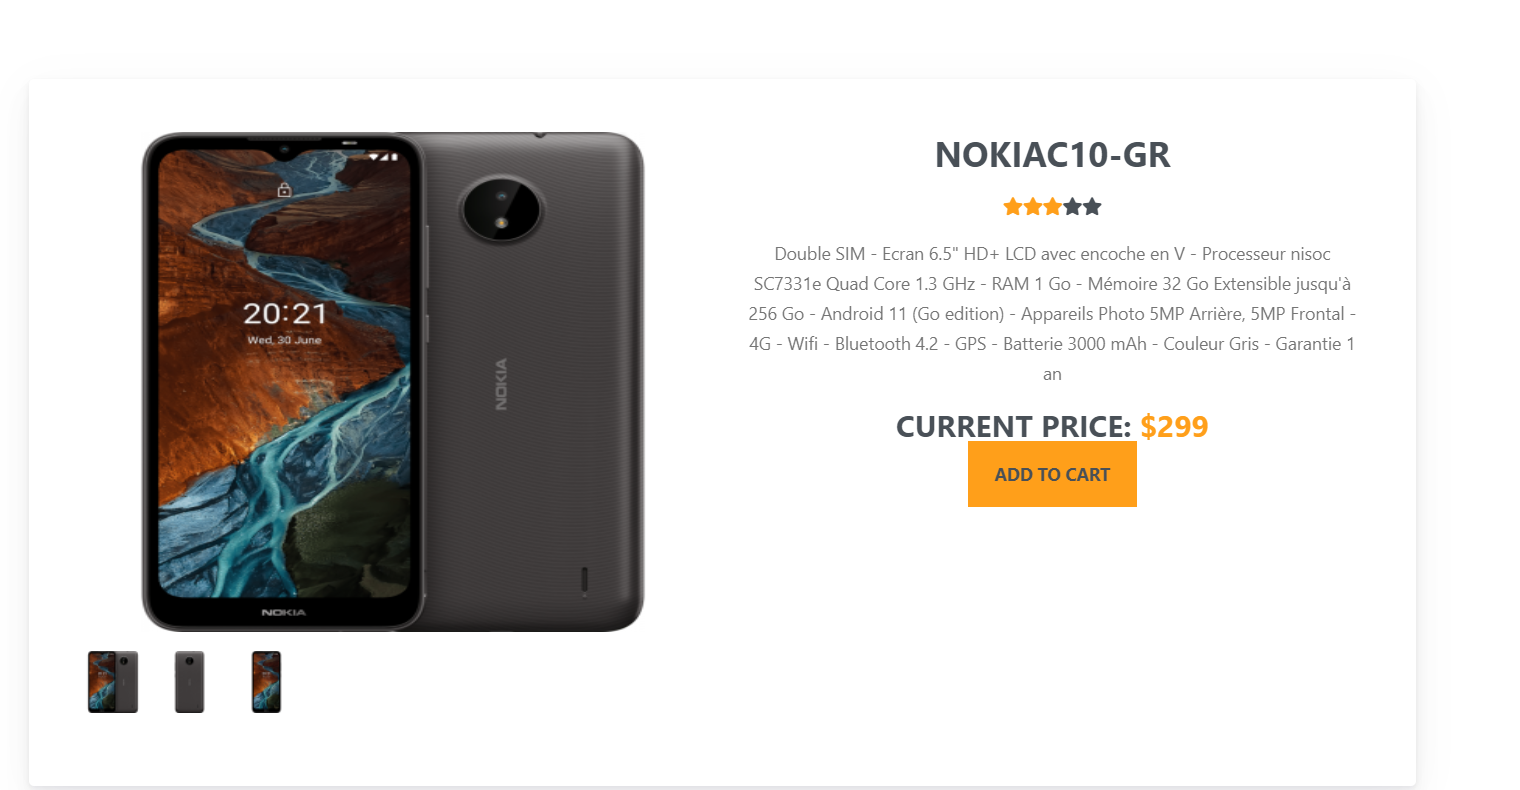 20:21
Wed, 30 June
NOKIA
NOKIA
NOKIAC10-GR
Double SIM - Ecran 6.5" HD+ LCD avec encoche en V - Processeur nisoc
SC7331e Quad Core 1.3 GHz - RAM 1 Go - Mémoire 32 Go Extensible jusqu'à
256 Go - Android 11 (Go edition) - Appareils Photo 5MP Arrière, 5MP Frontal -
4G - Wifi - Bluetooth 4.2 - GPS - Batterie 3000 mAh - Couleur Gris - Garantie 1
an
CURRENT PRICE: $299
ADD TO CART